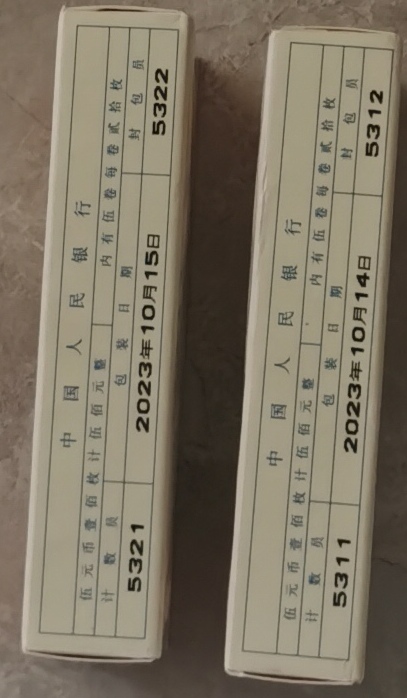 中国人民银行
伍元币壹佰枚计伍佰元整 内有伍卷每卷贰拾枚
计数员 包装日期 封包员
5321 2023年10月15日 5322
中国人民银行
伍元币壹佰枚计伍佰元整 内有伍卷每卷贰拾枚
计数员 包装日期 封包员
5311 2023年10月14日 5312